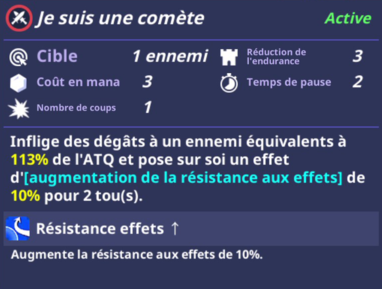 Je suis une comète Active
Cible 1 ennemi Réduction de l'endurance 3
Coût en mana 3 Temps de pause 2
Nombre de coups 1
Inflige des dégâts à un ennemi équivalents à
113% de l'ATQ et pose sur soi un effet
d'[augmentation de la résistance aux effets] de
10% pour 2 tou(s).
Résistance effets ↑
Augmente la résistance aux effets de 10%.